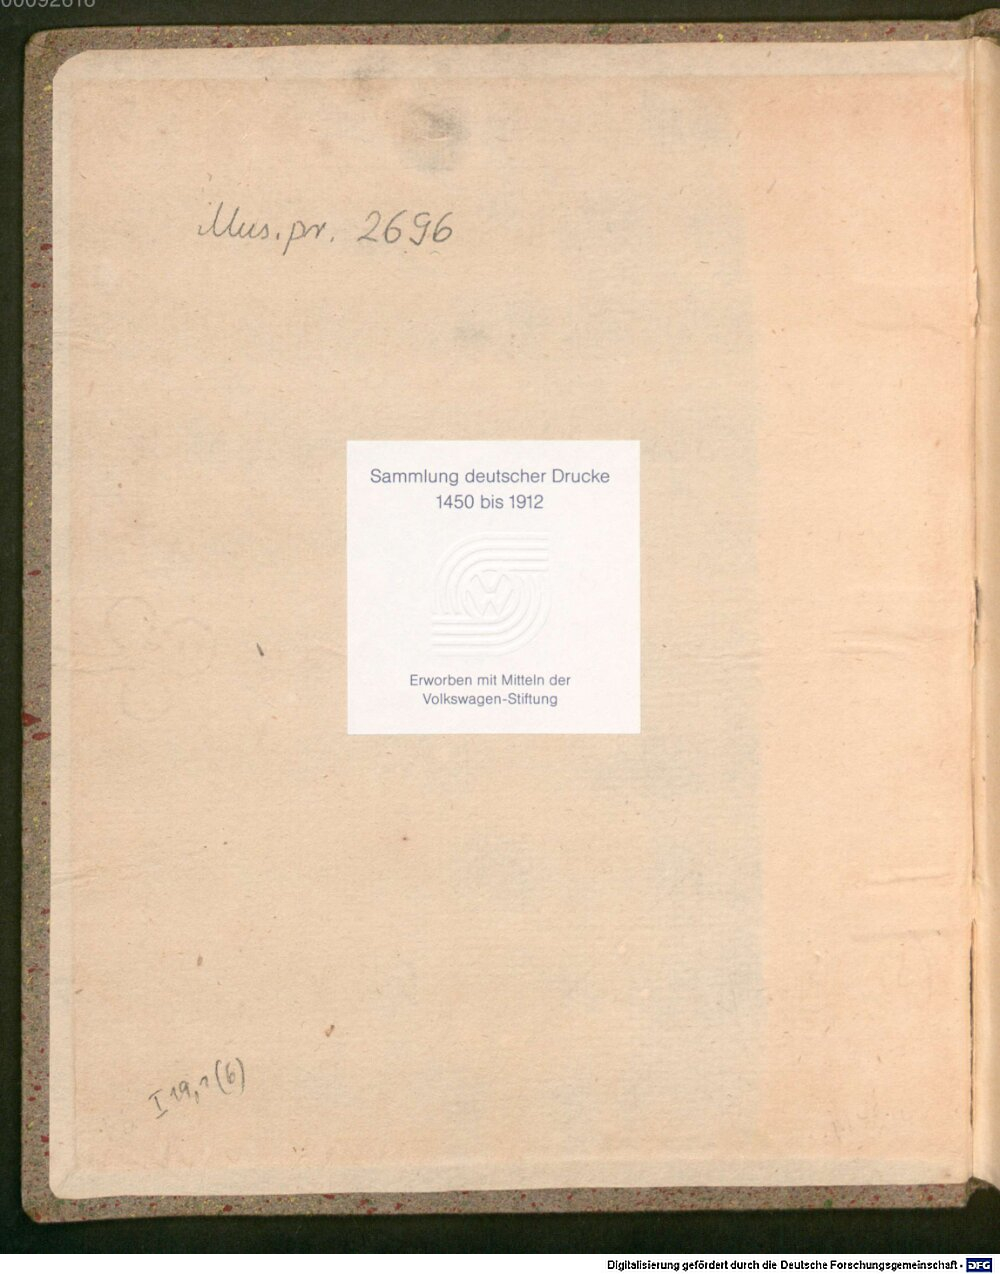 Mus.pr. 2696
Sammlung deutscher Drucke
1450 bis 1912
Erworben mit Mitteln der
Volkswagen-Stiftung
I 19,1(6)
Digitalisierung gefördert durch die Deutsche Forschungsgemeinschaft - DFG